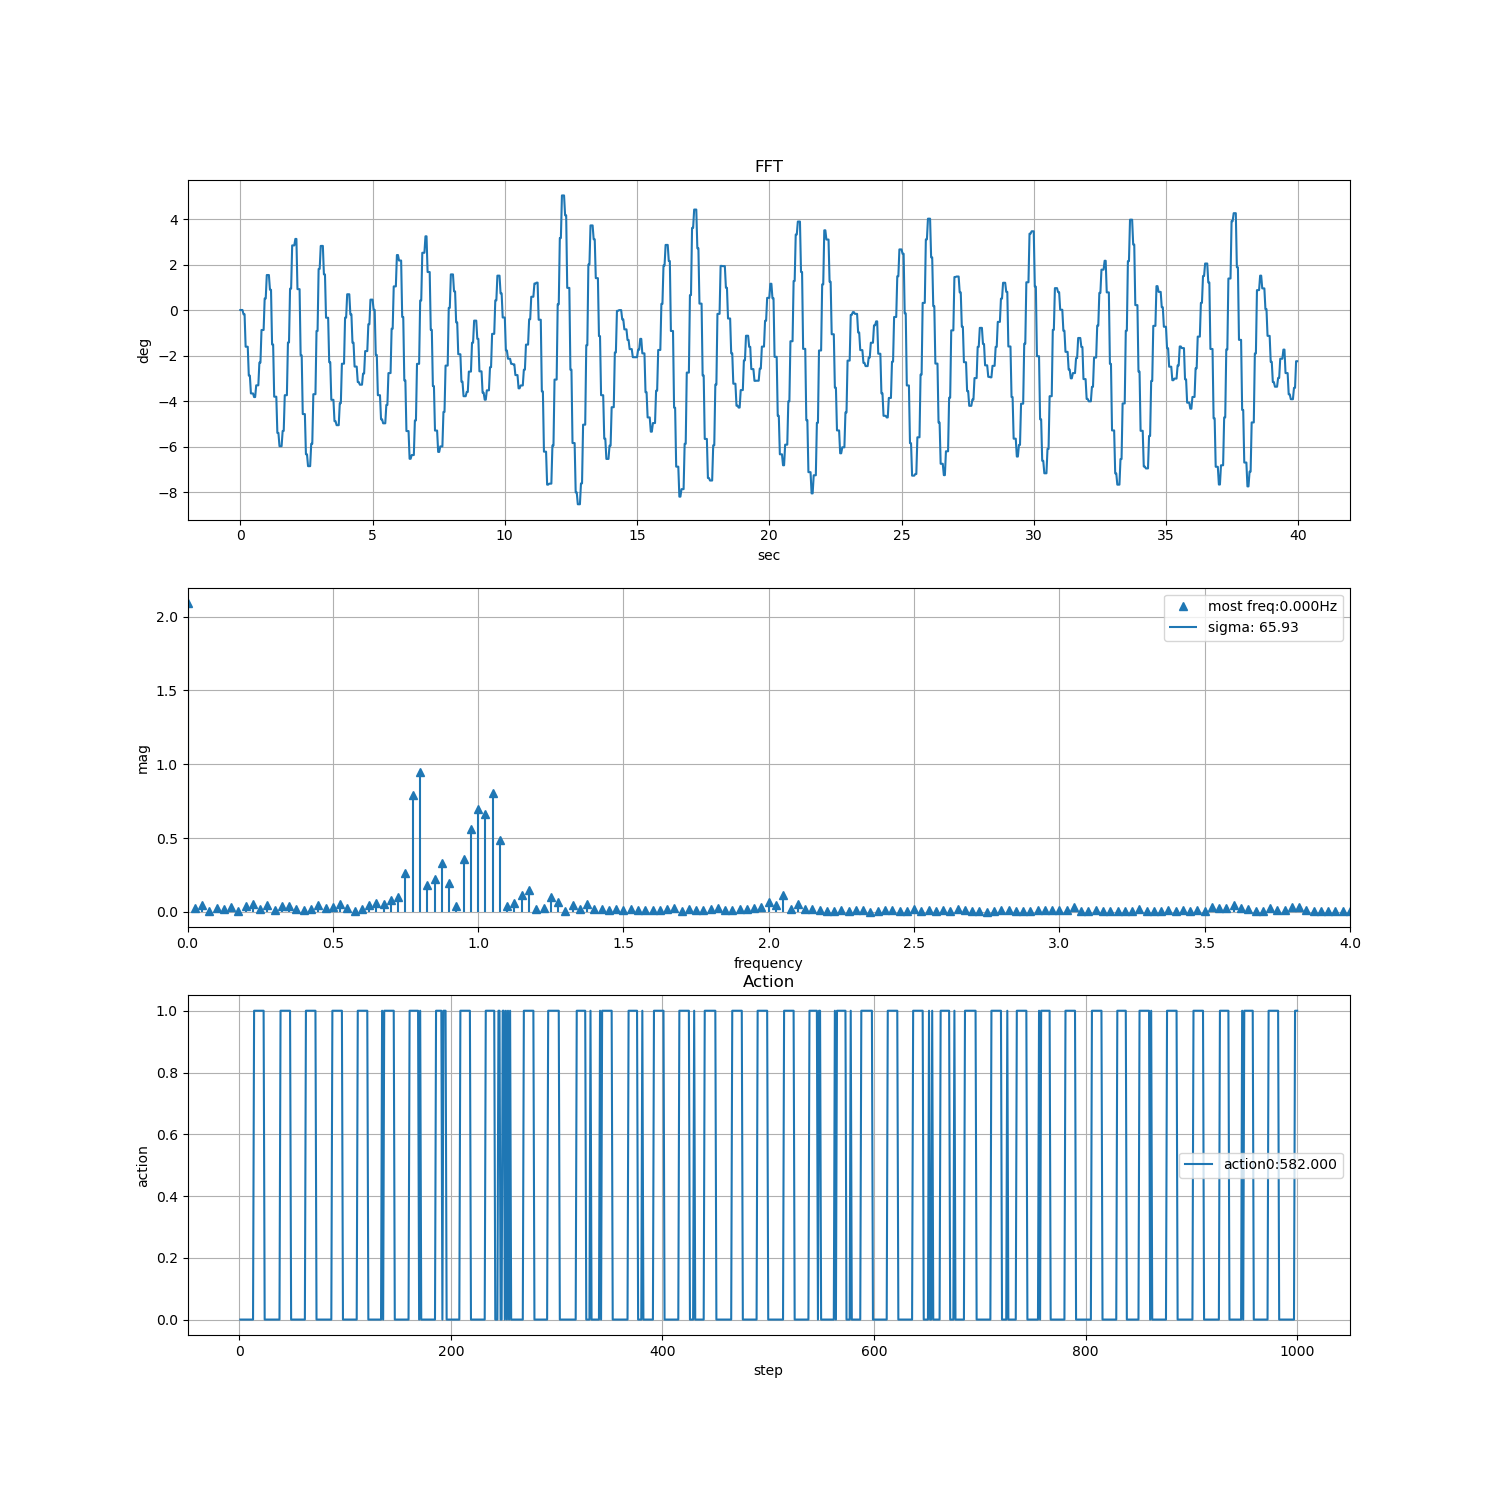 FFT
4
2
0
−2
−4
−6
−8
deg
0 5 10 15 20 25 30 35 40
sec
2.0
1.5
1.0
0.5
0.0
mag
most freq:0.000Hz
sigma: 65.93
0.0 0.5 1.0 1.5 2.0 2.5 3.0 3.5 4.0
frequency
Action
1.0
0.8
0.6
0.4
0.2
0.0
action
action0:582.000
0 200 400 600 800 1000
step